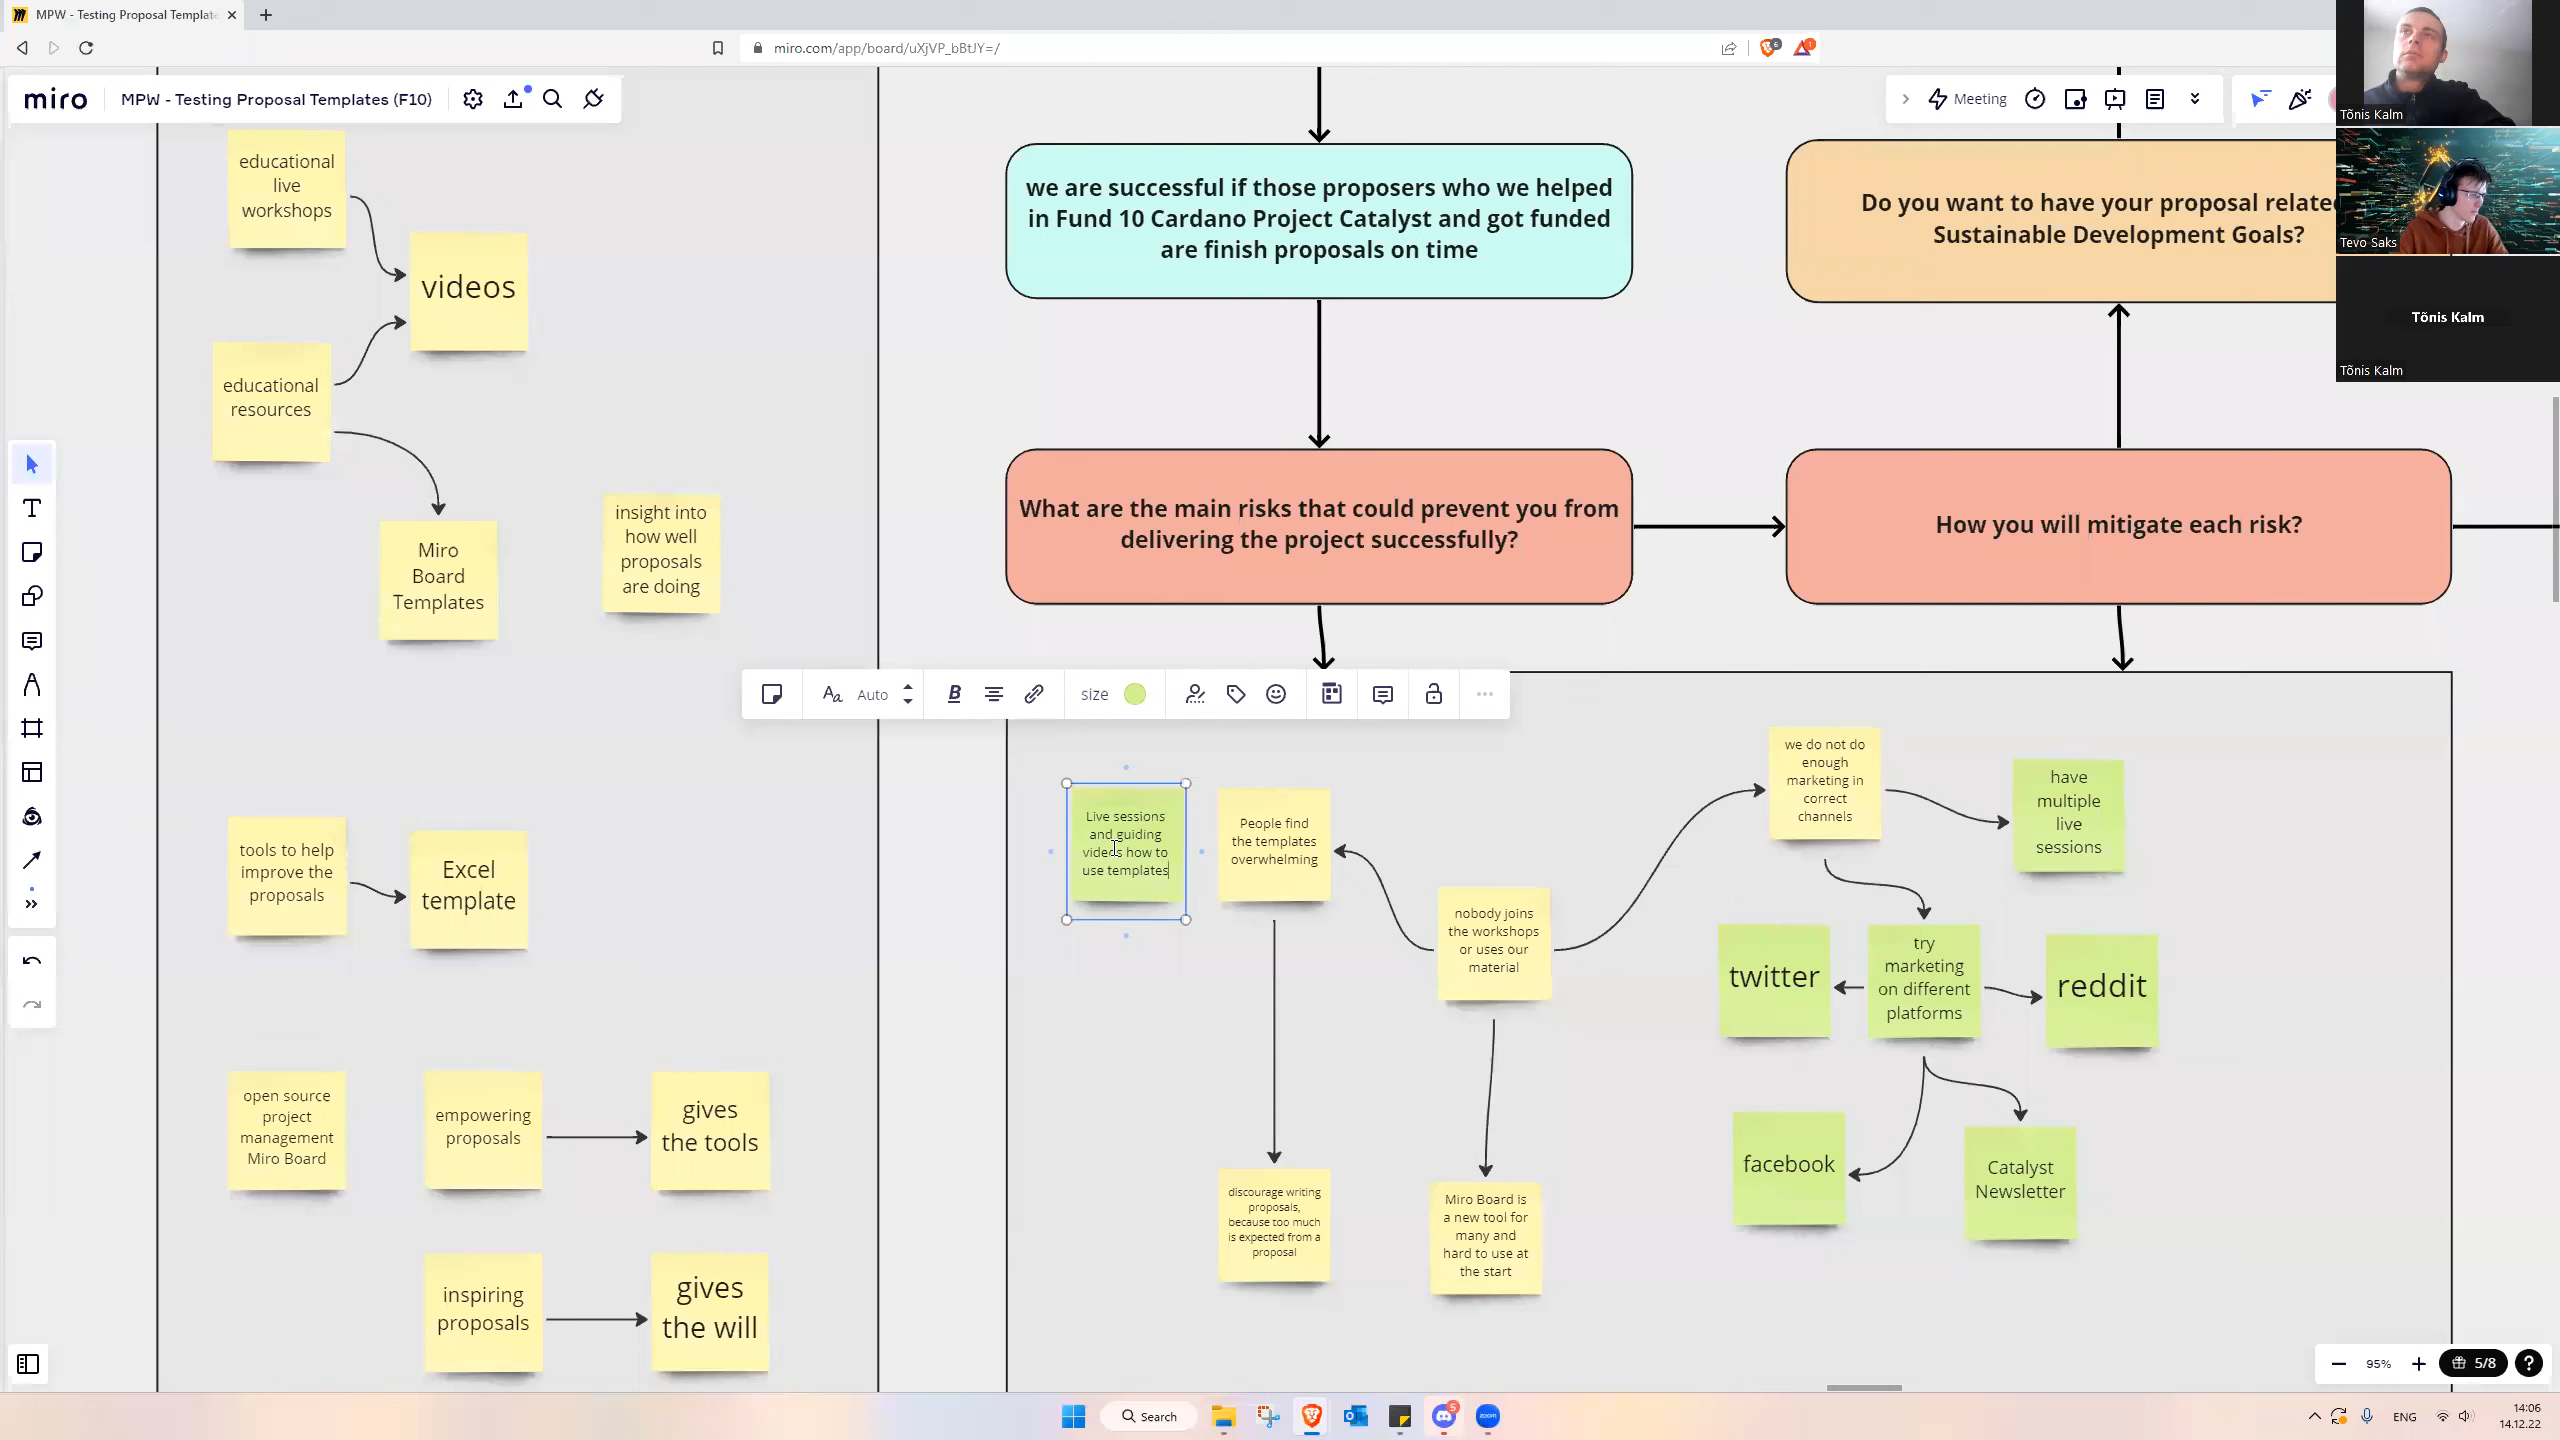 MPW - Testing Proposal Templat
miro.com/app/board/uXjVP_bBtJY=/
6
1
miro
MPW - Testing Proposal Templates (F10)
Meeting
Tõnis Kalm
Tevo Saks
Tõnis Kalm
Tõnis Kalm
educational
live
workshops
videos
educational
resources
Miro
Board
Templates
insight into
how well
proposals
are doing
tools to help
improve the
proposals
Excel
template
open source
project
management
Miro Board
empowering
proposals
gives
the tools
inspiring
proposals
gives
the will
we are successful if those proposers who we helped
in Fund 10 Cardano Project Catalyst and got funded
are finish proposals on time
Do you want to have your proposal relate
Sustainable Development Goals?
What are the main risks that could prevent you from
delivering the project successfully?
How you will mitigate each risk?
Aa
Auto
B
size
Live sessions
and guiding
videos how to
use templates
People find
the templates
overwhelming
nobody joins
the workshops
or uses our
material
discourage writing
proposals,
because too much
is expected from a
proposal
Miro Board is
a new tool for
many and
hard to use at
the start
we do not do
enough
marketing in
correct
channels
have
multiple
live
sessions
twitter
try
marketing
on different
platforms
reddit
facebook
Catalyst
Newsletter
95%
5/8
?
Search
5
zoom
ENG
14:06
14.12.22